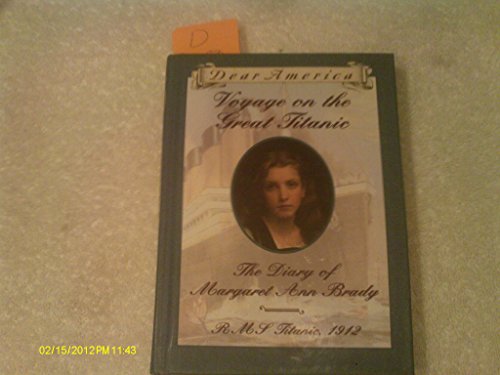 D
Dear America
Voyage on the
Great Titanic
The Diary of
Margaret Ann Brady
RMS Titanic, 1912
02/15/2012 PM 11:43